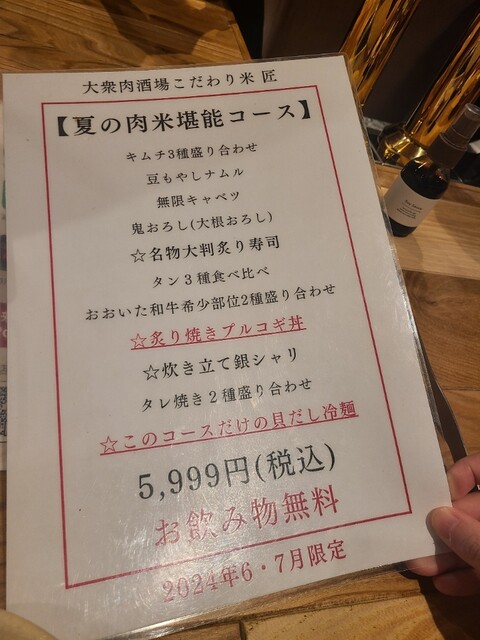 大衆肉酒場こだわり米 匠
【夏の肉米堪能コース】
キムチ3種盛り合わせ
豆もやしナムル
無限キャベツ
鬼おろし(大根おろし)
☆名物大判炙り寿司
タン３種食べ比べ
おおいた和牛希少部位2種盛り合わせ
☆炙り焼きプルコギ丼
☆炊き立て銀シャリ
タレ焼き２種盛り合わせ
☆このコースだけの貝だし冷麺
5,999円(税込)
お飲み物無料
2024年6・7月限定